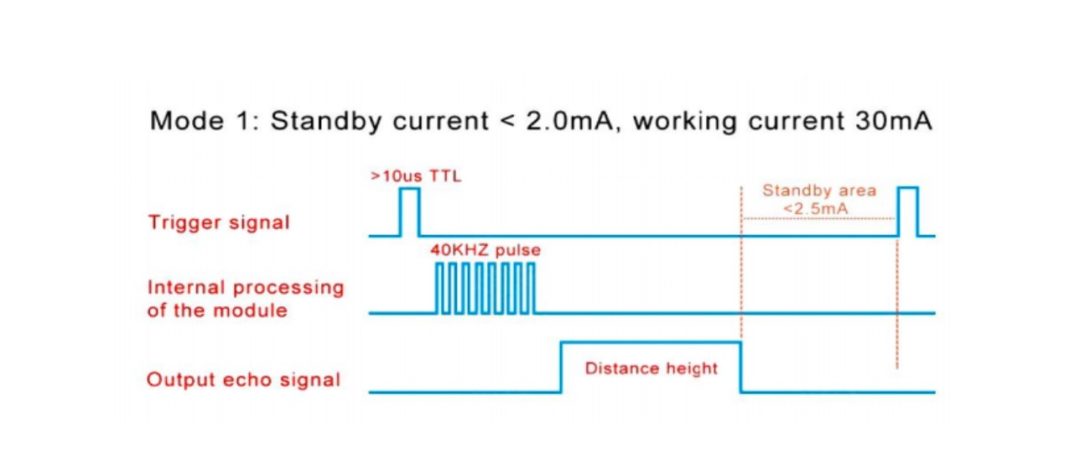 Mode 1: Standby current < 2.0mA, working current 30mA
>10us TTL
Standby area
<2.5mA
Trigger signal
40KHZ pulse
Internal processing
of the module
Distance height
Output echo signal